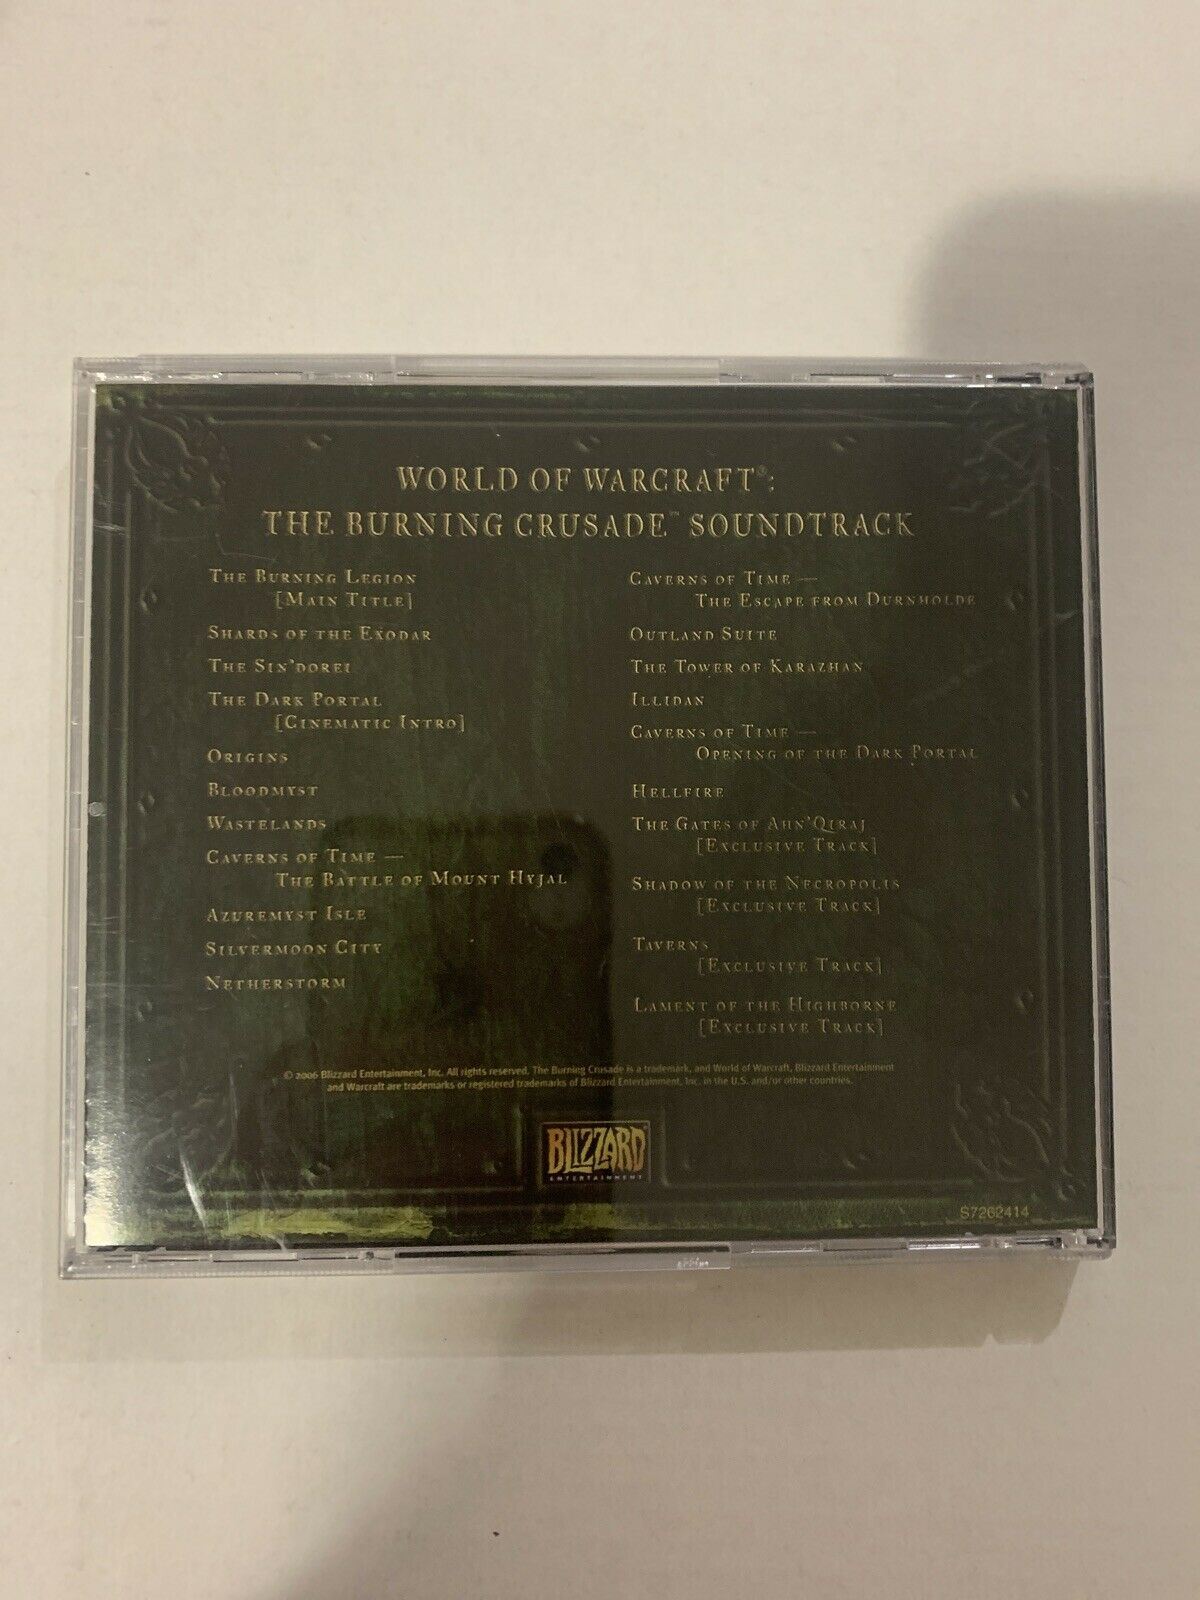 WORLD OF WARCRAFT®:
THE BURNING CRUSADE™ SOUNDTRACK
THE BURNING LEGION
[MAIN TITLE]
SHARDS OF THE EXODAR
THE SIN'DOREI
THE DARK PORTAL
[CINEMATIC INTRO]
ORIGINS
BLOODMYST
WASTELANDS
CAVERNS OF TIME —
THE BATTLE OF MOUNT HYJAL
AZUREMYST ISLE
SILVERMOON CITY
NETHERSTORM
CAVERNS OF TIME —
THE ESCAPE FROM DURNHOLDE
OUTLAND SUITE
THE TOWER OF KARAZHAN
ILLIDAN
CAVERNS OF TIME —
OPENING OF THE DARK PORTAL
HELLFIRE
THE GATES OF AHN'QIRAJ
[EXCLUSIVE TRACK]
SHADOW OF THE NECROPOLIS
[EXCLUSIVE TRACK]
TAVERNS
[EXCLUSIVE TRACK]
LAMENT OF THE HIGHBORNE
[EXCLUSIVE TRACK]
© 2006 Blizzard Entertainment, Inc. All rights reserved. The Burning Crusade is a trademark, and World of Warcraft, Blizzard Entertainment
and Warcraft are trademarks or registered trademarks of Blizzard Entertainment, Inc. in the U.S. and/or other countries.
BLIZZARD
ENTERTAINMENT
S7262414